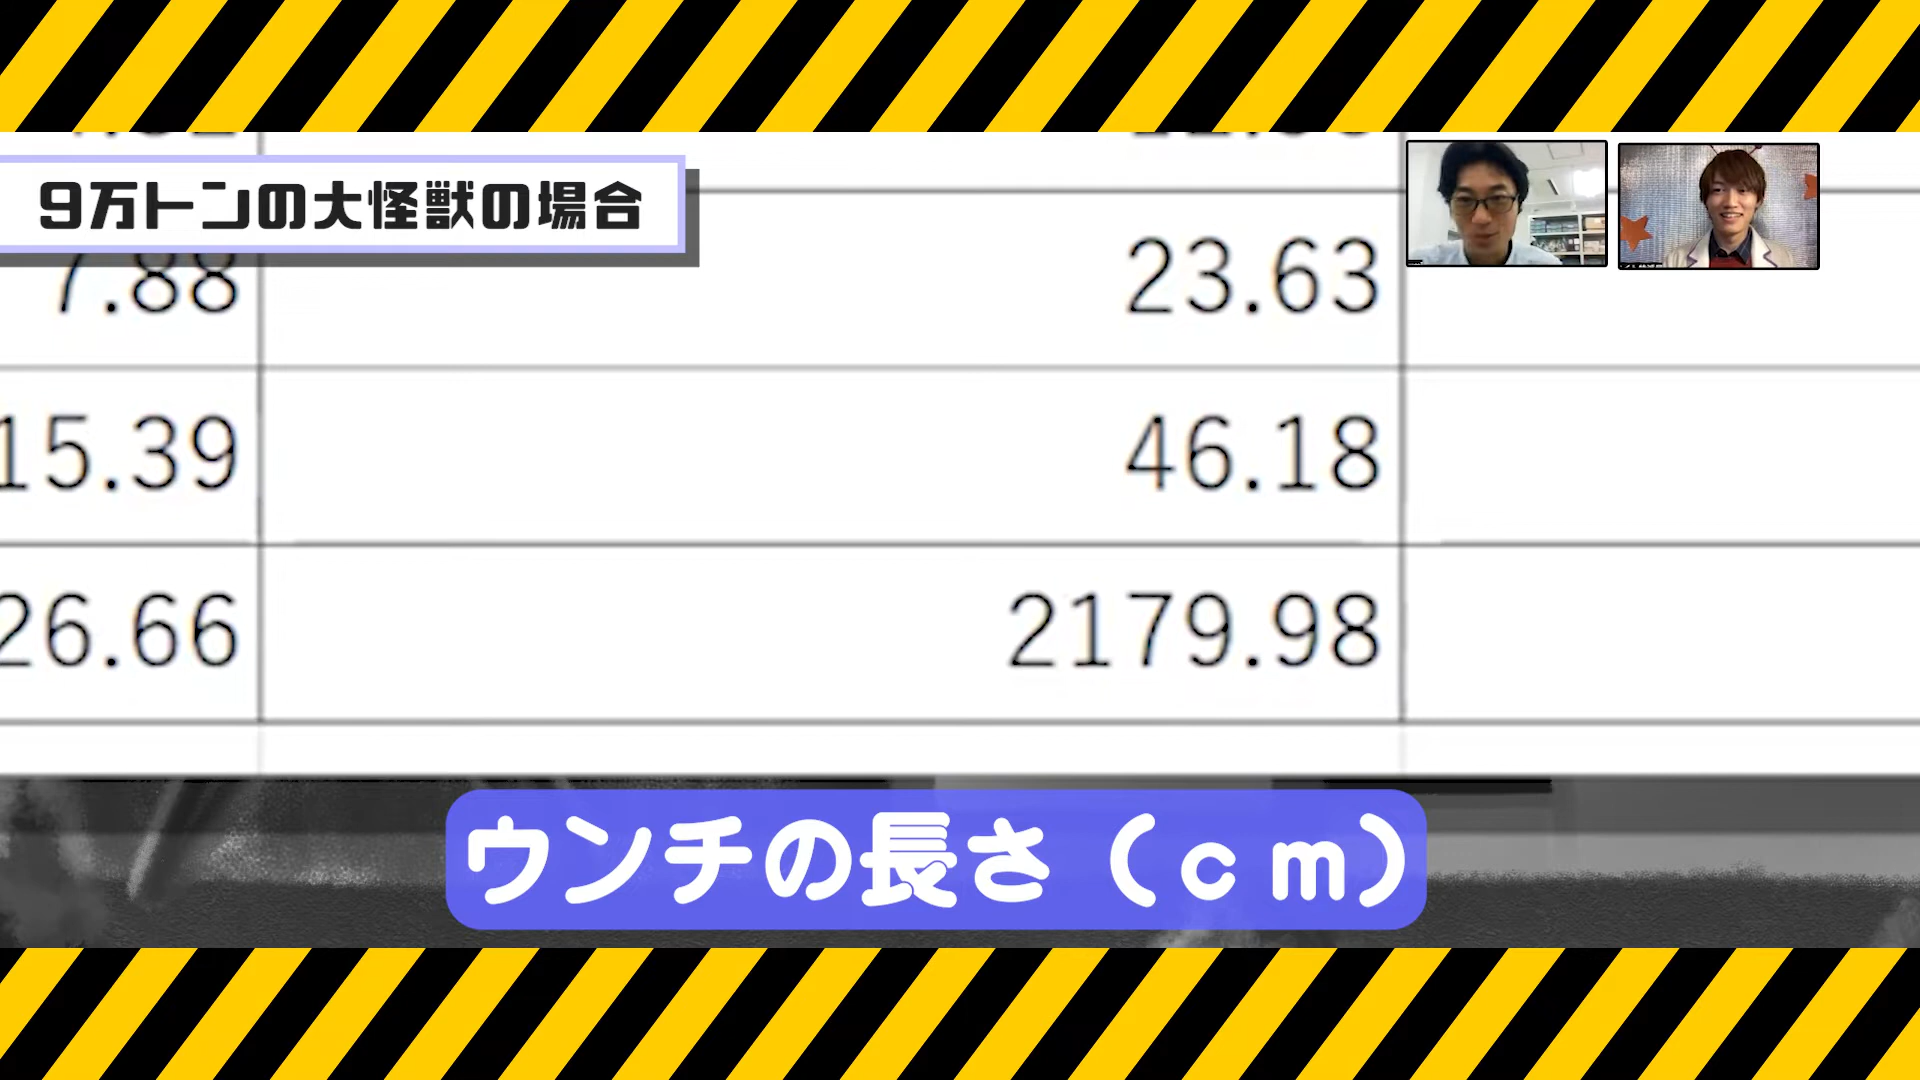 9万トンの大怪獣の場合
7.88 23.63
15.39 46.18
26.66 2179.98
ウンチの長さ（ｃｍ）